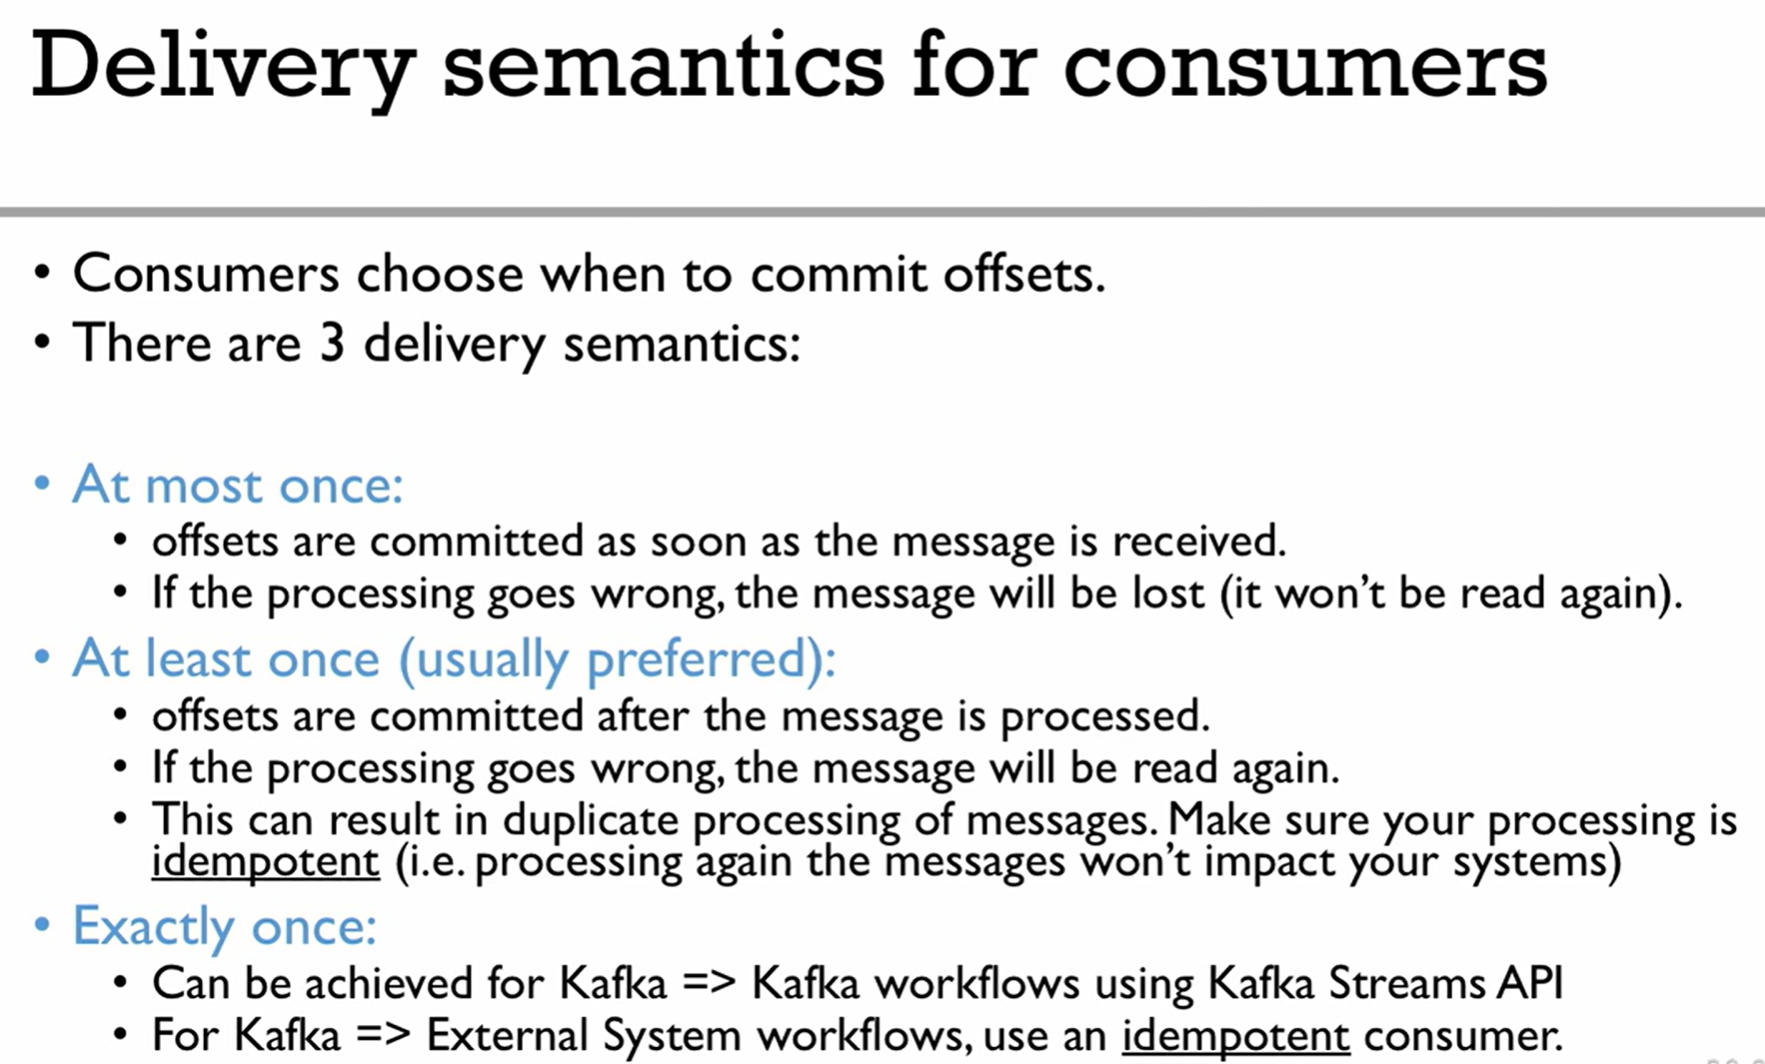 Delivery semantics for consumers
• Consumers choose when to commit offsets.
• There are 3 delivery semantics:
• At most once:
• offsets are committed as soon as the message is received.
• If the processing goes wrong, the message will be lost (it won't be read again).
• At least once (usually preferred):
• offsets are committed after the message is processed.
• If the processing goes wrong, the message will be read again.
• This can result in duplicate processing of messages. Make sure your processing is
idempotent (i.e. processing again the messages won't impact your systems)
• Exactly once:
• Can be achieved for Kafka => Kafka workflows using Kafka Streams API
• For Kafka => External System workflows, use an idempotent consumer.